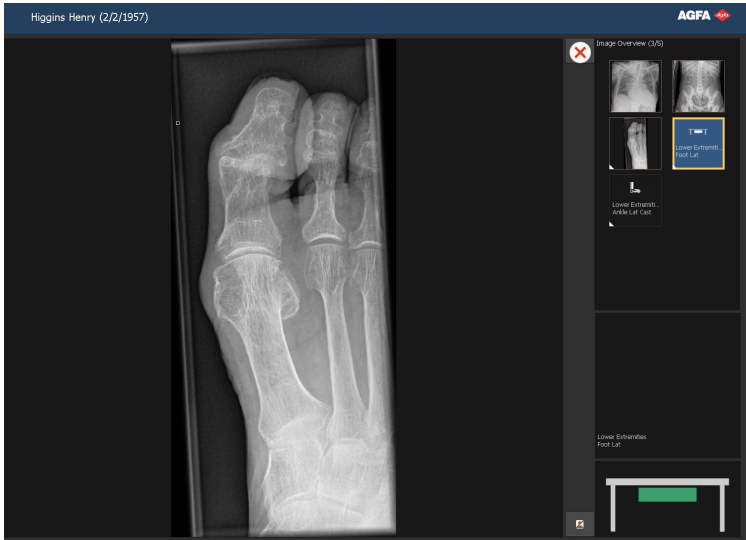 Higgins Henry (2/2/1957)
AGFA
Image Overview (3/5)
Lower Extremiti...
Foot Lat
Lower Extremiti...
Ankle Lat Cast
Lower Extremities
Foot Lat